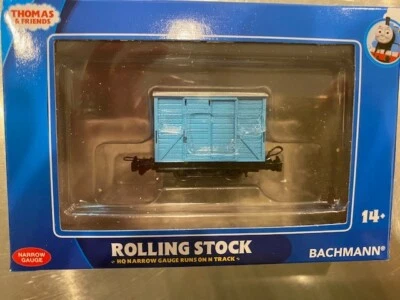 THOMAS
& FRIENDS
14+
NARROW
GAUGE
ROLLING STOCK
HO NARROW GAUGE RUNS ON N TRACK
BACHMANN®